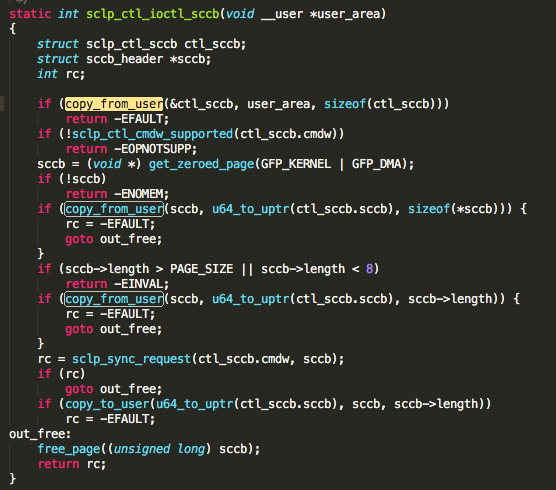 */
static int sclp_ctl_ioctl_sccb(void __user *user_area)
{
    struct sclp_ctl_sccb ctl_sccb;
    struct sccb_header *sccb;
    int rc;

    if (copy_from_user(&ctl_sccb, user_area, sizeof(ctl_sccb)))
        return -EFAULT;
    if (!sclp_ctl_cmdw_supported(ctl_sccb.cmdw))
        return -EOPNOTSUPP;
    sccb = (void *) get_zeroed_page(GFP_KERNEL | GFP_DMA);
    if (!sccb)
        return -ENOMEM;
    if (copy_from_user(sccb, u64_to_uptr(ctl_sccb.sccb), sizeof(*sccb))) {
        rc = -EFAULT;
        goto out_free;
    }
    if (sccb->length > PAGE_SIZE || sccb->length < 8)
        return -EINVAL;
    if (copy_from_user(sccb, u64_to_uptr(ctl_sccb.sccb), sccb->length)) {
        rc = -EFAULT;
        goto out_free;
    }
    rc = sclp_sync_request(ctl_sccb.cmdw, sccb);
    if (rc)
        goto out_free;
    if (copy_to_user(u64_to_uptr(ctl_sccb.sccb), sccb, sccb->length))
        rc = -EFAULT;
out_free:
    free_page((unsigned long) sccb);
    return rc;
}